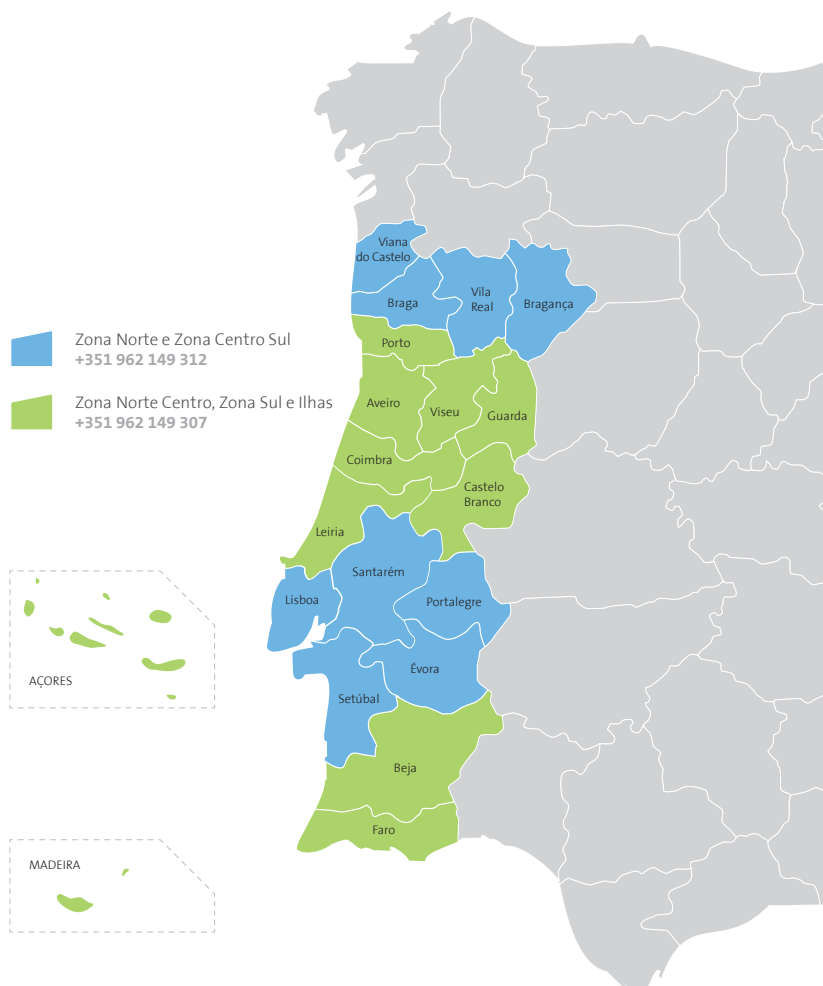 Viana
do Castelo
Braga
Vila
Real
Bragança
Zona Norte e Zona Centro Sul
+351 962 149 312
Porto
Zona Norte Centro, Zona Sul e Ilhas
+351 962 149 307
Aveiro
Viseu
Guarda
Coimbra
Castelo
Branco
Leiria
Santarém
Lisboa
Portalegre
Évora
AÇORES
Setúbal
Beja
Faro
MADEIRA